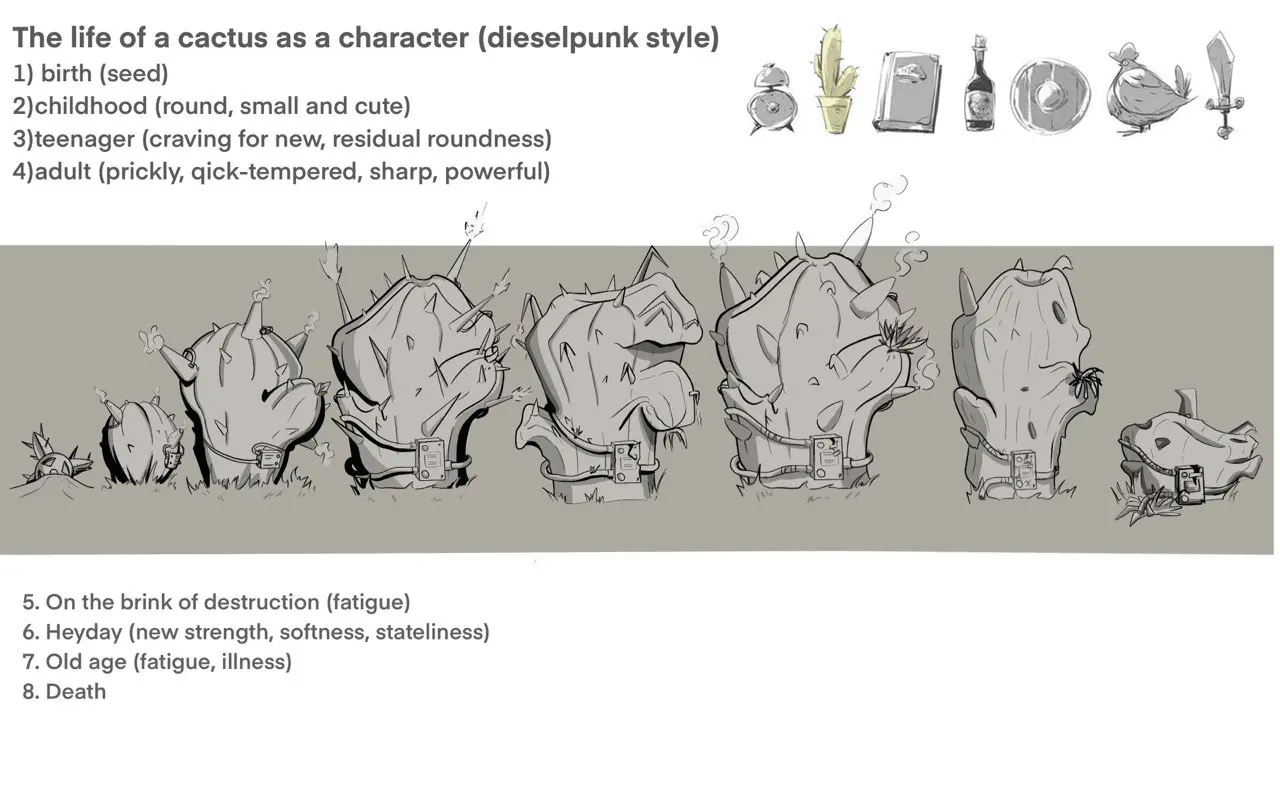 The life of a cactus as a character (dieselpunk style)
1) birth (seed)
2)childhood (round, small and cute)
3)teenager (craving for new, residual roundness)
4)adult (prickly, qick-tempered, sharp, powerful)
5. On the brink of destruction (fatigue)
6. Heyday (new strength, softness, stateliness)
7. Old age (fatigue, illness)
8. Death